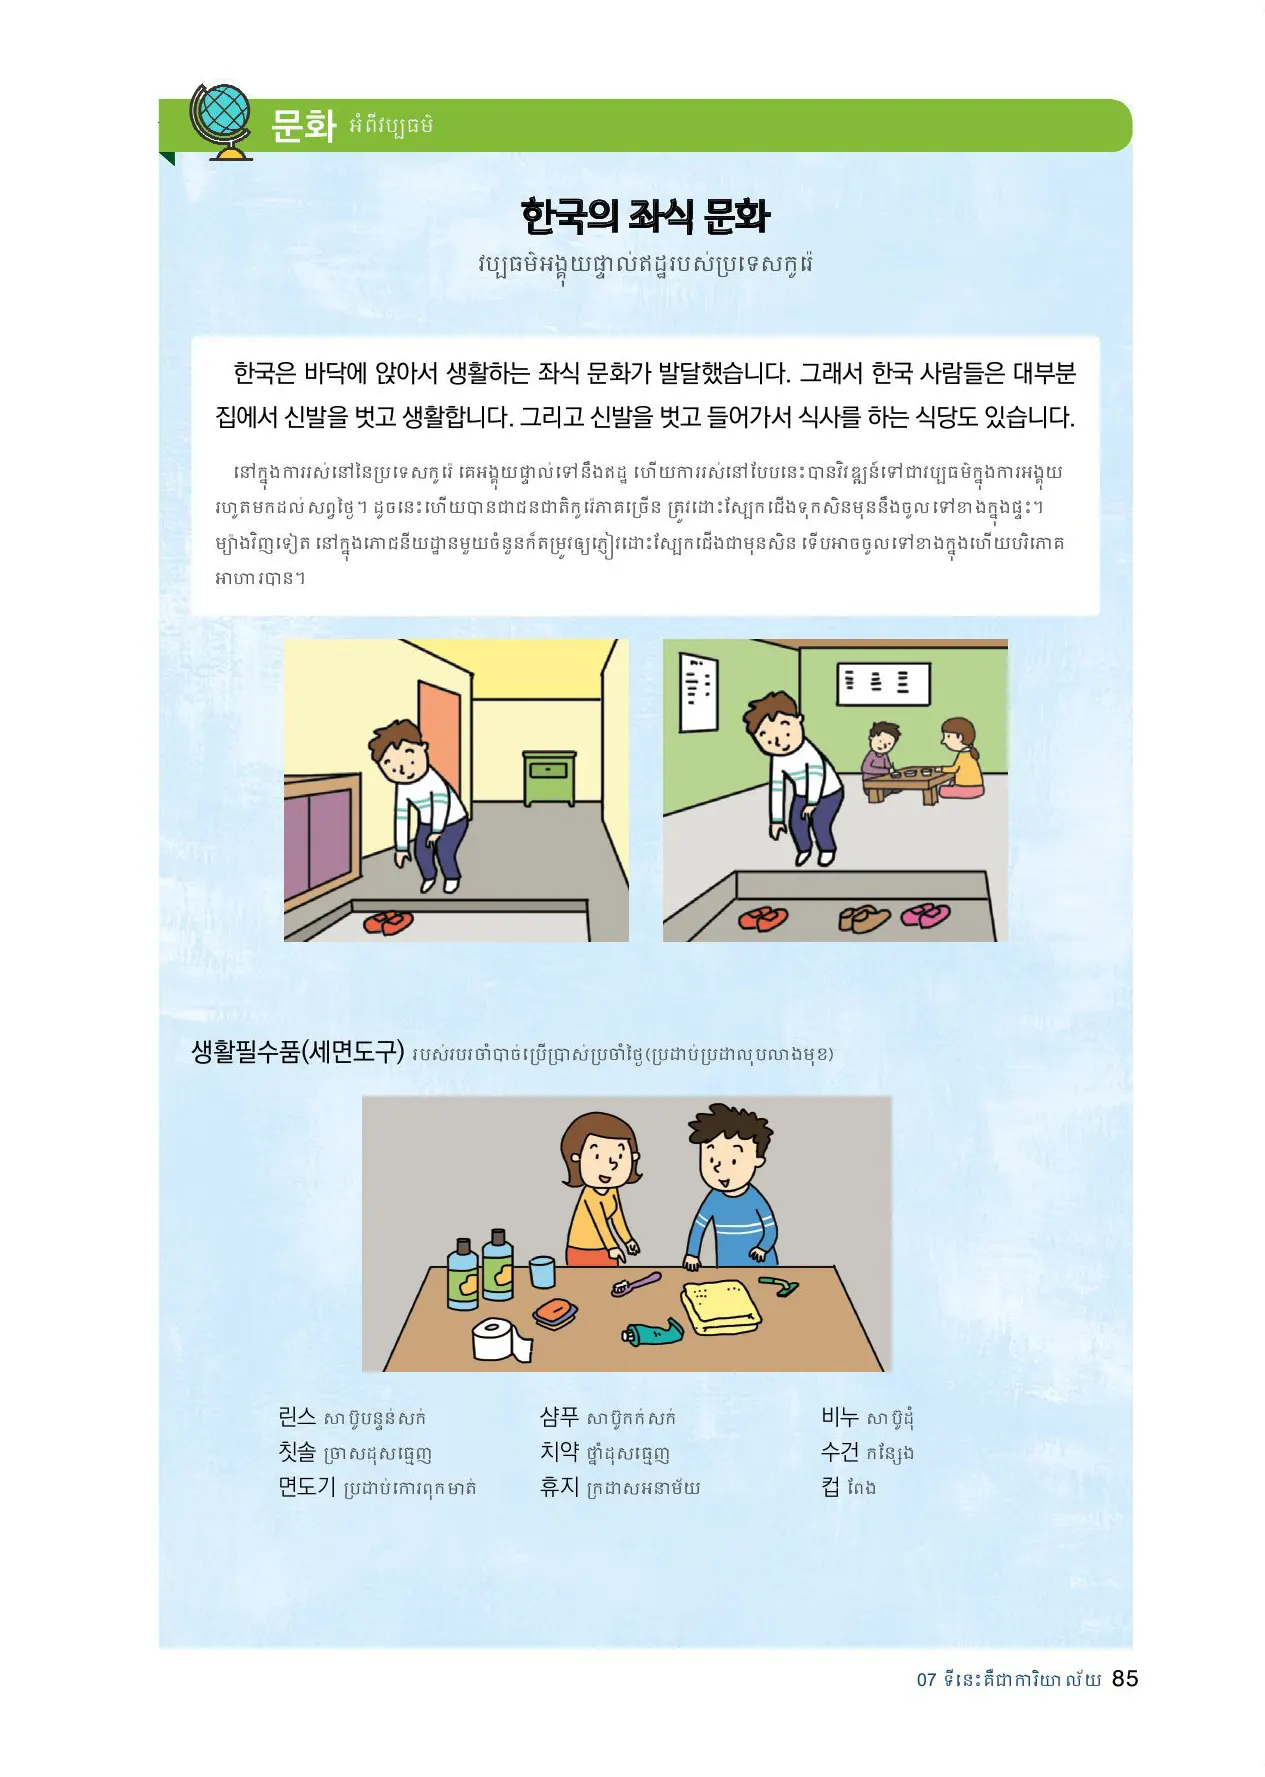 문화 អំពីវប្បធម៌
한국의 좌식 문화
វប្បធម៌អង្គុយផ្ទាល់ឥដ្ឋរបស់ប្រទេសកូរ៉េ
한국은 바닥에 앉아서 생활하는 좌식 문화가 발달했습니다. 그래서 한국 사람들은 대부분
집에서 신발을 벗고 생활합니다. 그리고 신발을 벗고 들어가서 식사를 하는 식당도 있습니다.
នៅក្នុងការរស់នៅនៃប្រទេសកូរ៉េ គេអង្គុយផ្ទាល់ទៅនឹងឥដ្ឋ ហើយការរស់នៅបែបនេះបានវិវឌ្ឍន៍ទៅជាវប្បធម៌ក្នុងការអង្គុយ
រហូតមកដល់សព្វថ្ងៃ។ ដូចនេះហើយបានជាជនជាតិកូរ៉េភាគច្រើន ត្រូវដោះស្បែកជើងទុកសិនមុននឹងចូលទៅខាងក្នុងផ្ទះ។
ម្យ៉ាងវិញទៀត នៅក្នុងភោជនីយដ្ឋានមួយចំនួនក៏តម្រូវឲ្យភ្ញៀវដោះស្បែកជើងជាមុនសិន ទើបអាចចូលទៅខាងក្នុងហើយបរិភោគ
អាហារបាន។
생활필수품(세면도구) របស់របរចាំបាច់ប្រើប្រាស់ប្រចាំថ្ងៃ(ប្រដាប់ប្រដាលុបលាងមុខ)
린스 សាប៊ូបន្ទន់សក់ 샴푸 សាប៊ូកក់សក់ 비누 សាប៊ូដុំ
칫솔 ច្រាសដុសធ្មេញ 치약 ថ្នាំដុសធ្មេញ 수건 កន្សែង
면도기 ប្រដាប់កោរពុកមាត់ 휴지 ក្រដាសអនាម័យ 컵 ពែង
07 ទីនេះគឺជាការិយាល័យ 85